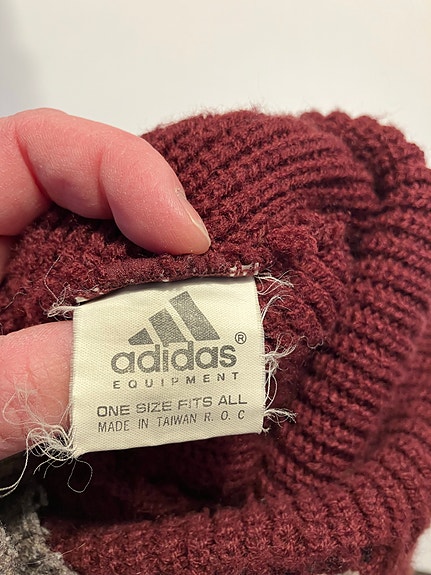 adidas®
EQUIPMENT
ONE SIZE FITS ALL
MADE IN TAIWAN R. O. C